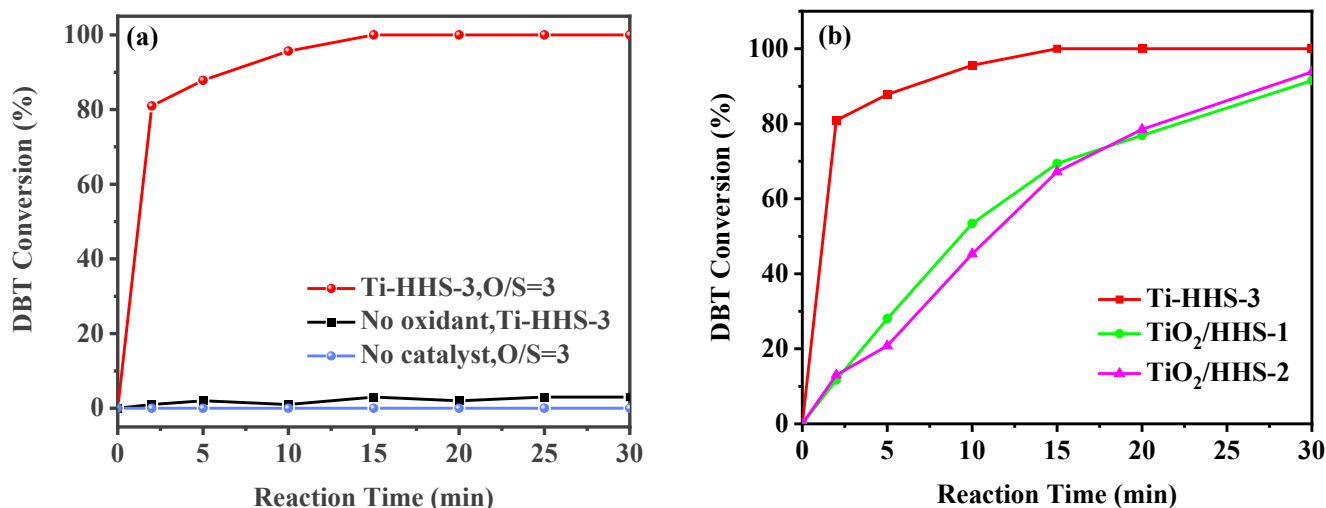 (a)
100
80
60
40
20
0
DBT Conversion (%)
Ti-HHS-3,O/S=3
No oxidant,Ti-HHS-3
No catalyst,O/S=3
0 5 10 15 20 25 30
Reaction Time (min)
(b)
100
80
60
40
20
0
DBT Conversion (%)
Ti-HHS-3
TiO₂/HHS-1
TiO₂/HHS-2
0 5 10 15 20 25 30
Reaction Time (min)